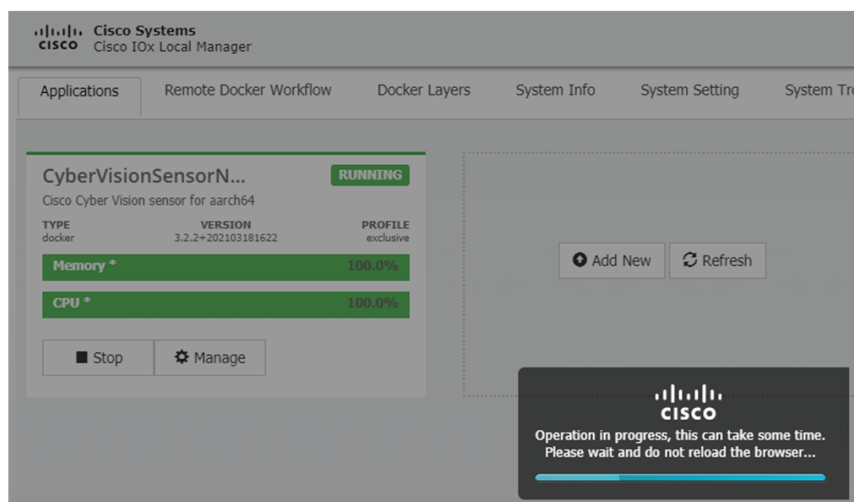 CISCO
Cisco Systems
Cisco IOx Local Manager
Applications
Remote Docker Workflow
Docker Layers
System Info
System Setting
System Tro
CyberVisionSensorN...
RUNNING
Cisco Cyber Vision sensor for aarch64
TYPE VERSION PROFILE
docker 3.2.2+202103181622 exclusive
Memory * 100.0%
CPU * 100.0%
Stop
Manage
Add New
Refresh
CISCO
Operation in progress, this can take some time.
Please wait and do not reload the browser...